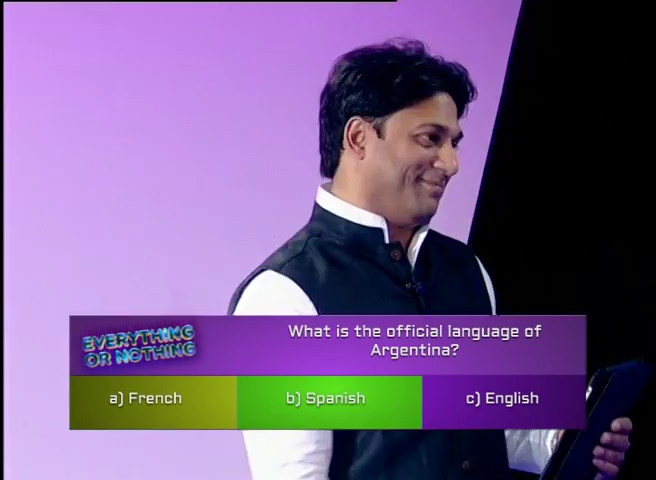 EVERYTHING
OR NOTHING
What is the official language of
Argentina?
a) French
b) Spanish
c) English